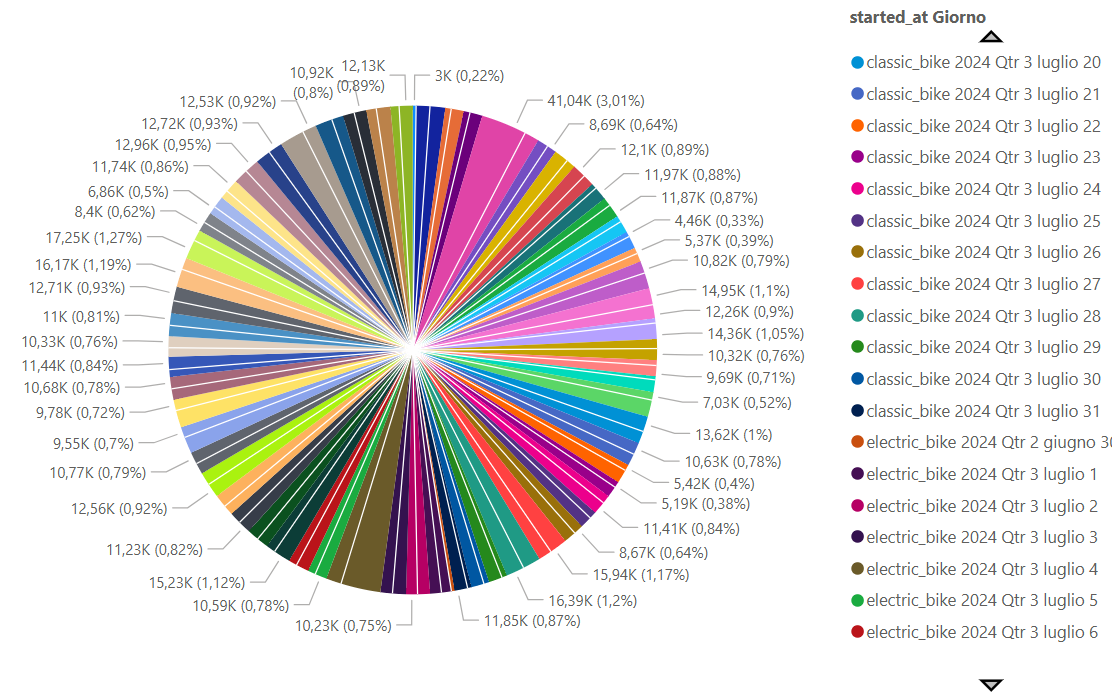 started_at Giorno
classic_bike 2024 Qtr 3 luglio 20
classic_bike 2024 Qtr 3 luglio 21
classic_bike 2024 Qtr 3 luglio 22
classic_bike 2024 Qtr 3 luglio 23
classic_bike 2024 Qtr 3 luglio 24
classic_bike 2024 Qtr 3 luglio 25
classic_bike 2024 Qtr 3 luglio 26
classic_bike 2024 Qtr 3 luglio 27
classic_bike 2024 Qtr 3 luglio 28
classic_bike 2024 Qtr 3 luglio 29
classic_bike 2024 Qtr 3 luglio 30
classic_bike 2024 Qtr 3 luglio 31
electric_bike 2024 Qtr 2 giugno 30
electric_bike 2024 Qtr 3 luglio 1
electric_bike 2024 Qtr 3 luglio 2
electric_bike 2024 Qtr 3 luglio 3
electric_bike 2024 Qtr 3 luglio 4
electric_bike 2024 Qtr 3 luglio 5
electric_bike 2024 Qtr 3 luglio 6
3K (0,22%)
41,04K (3,01%)
8,69K (0,64%)
12,1K (0,89%)
11,97K (0,88%)
11,87K (0,87%)
4,46K (0,33%)
5,37K (0,39%)
10,82K (0,79%)
14,95K (1,1%)
12,26K (0,9%)
14,36K (1,05%)
10,32K (0,76%)
9,69K (0,71%)
7,03K (0,52%)
13,62K (1%)
10,63K (0,78%)
5,42K (0,4%)
5,19K (0,38%)
11,41K (0,84%)
8,67K (0,64%)
15,94K (1,17%)
16,39K (1,2%)
11,85K (0,87%)
10,23K (0,75%)
10,59K (0,78%)
15,23K (1,12%)
11,23K (0,82%)
12,56K (0,92%)
10,77K (0,79%)
9,55K (0,7%)
9,78K (0,72%)
10,68K (0,78%)
11,44K (0,84%)
10,33K (0,76%)
11K (0,81%)
12,71K (0,93%)
16,17K (1,19%)
17,25K (1,27%)
8,4K (0,62%)
6,86K (0,5%)
11,74K (0,86%)
12,96K (0,95%)
12,72K (0,93%)
12,53K (0,92%)
10,92K
(0,8%)
12,13K
(0,89%)